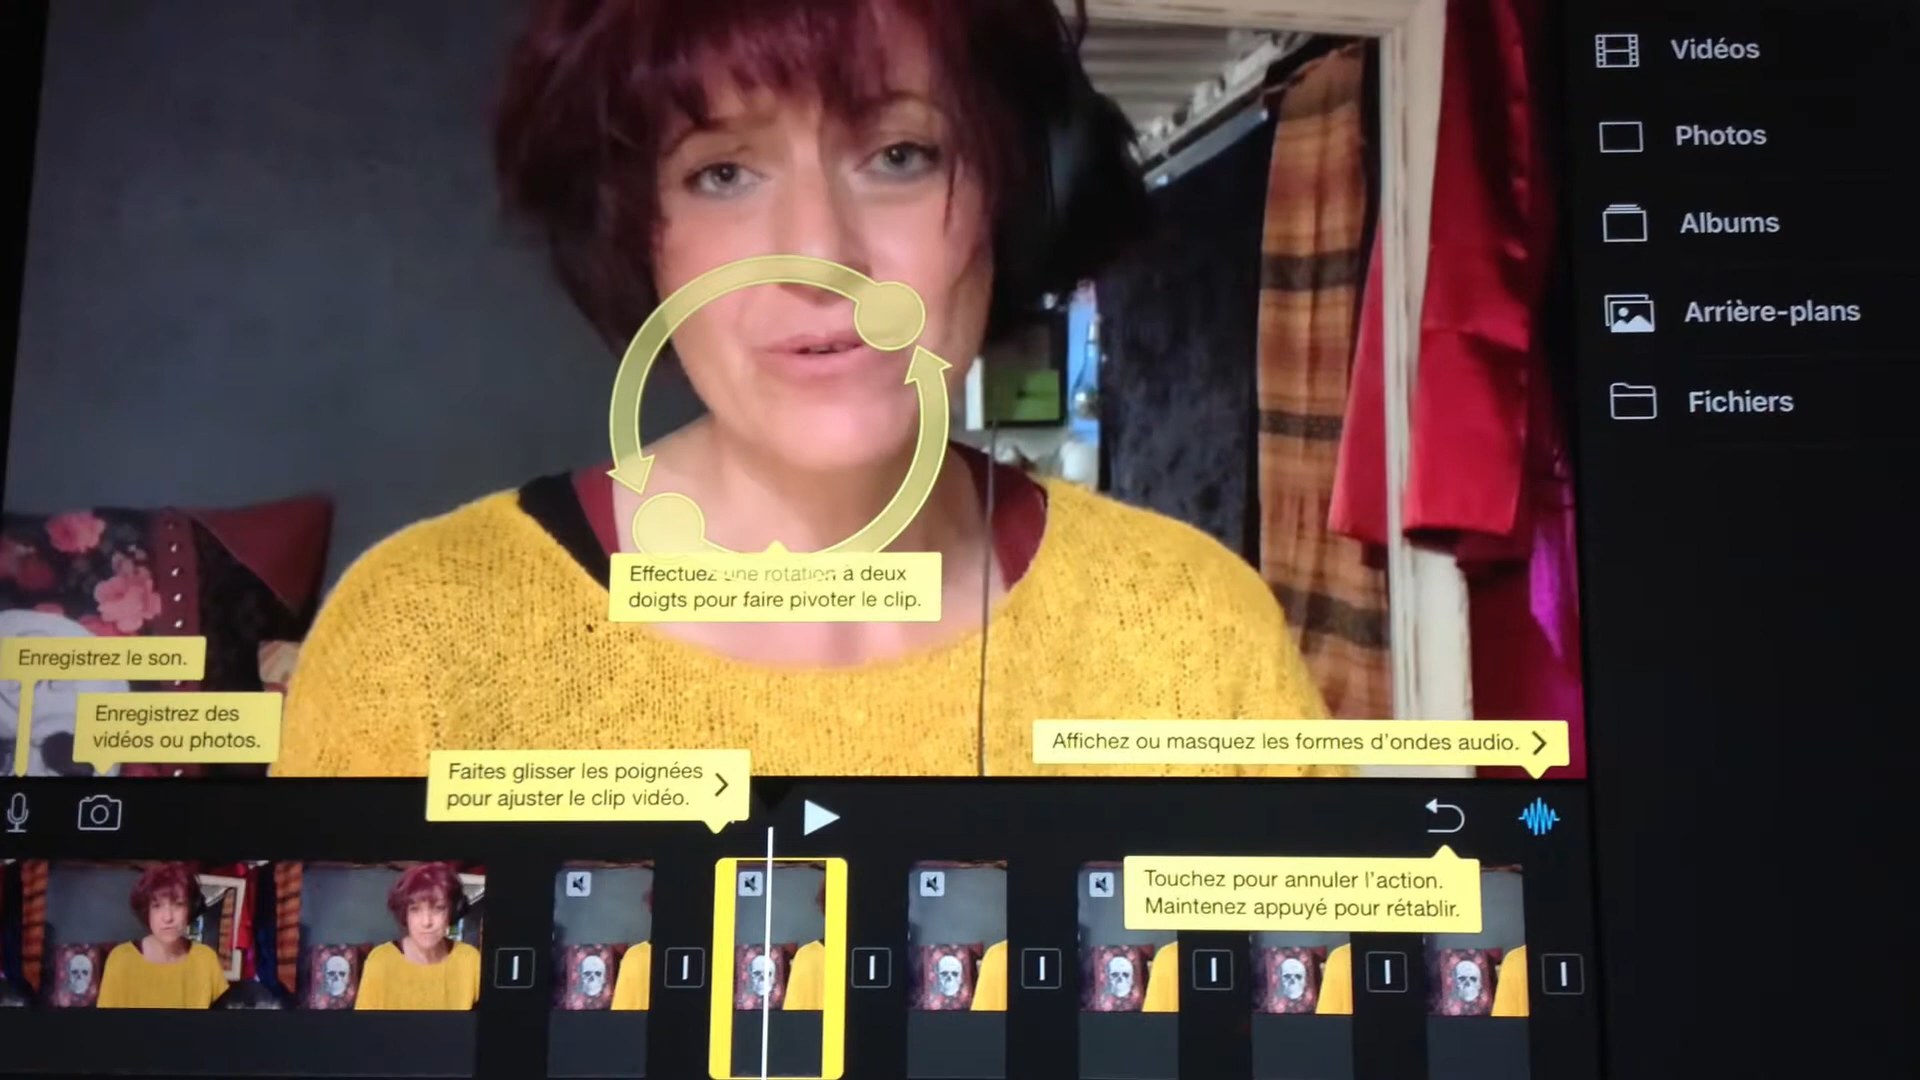 Vidéos
Photos
Albums
Arrière-plans
Fichiers
Effectuez une rotation à deux
doigts pour faire pivoter le clip.
Enregistrez le son.
Enregistrez des
vidéos ou photos.
Affichez ou masquez les formes d'ondes audio.
Faites glisser les poignées
pour ajuster le clip vidéo.
Touchez pour annuler l'action.
Maintenez appuyé pour rétablir.